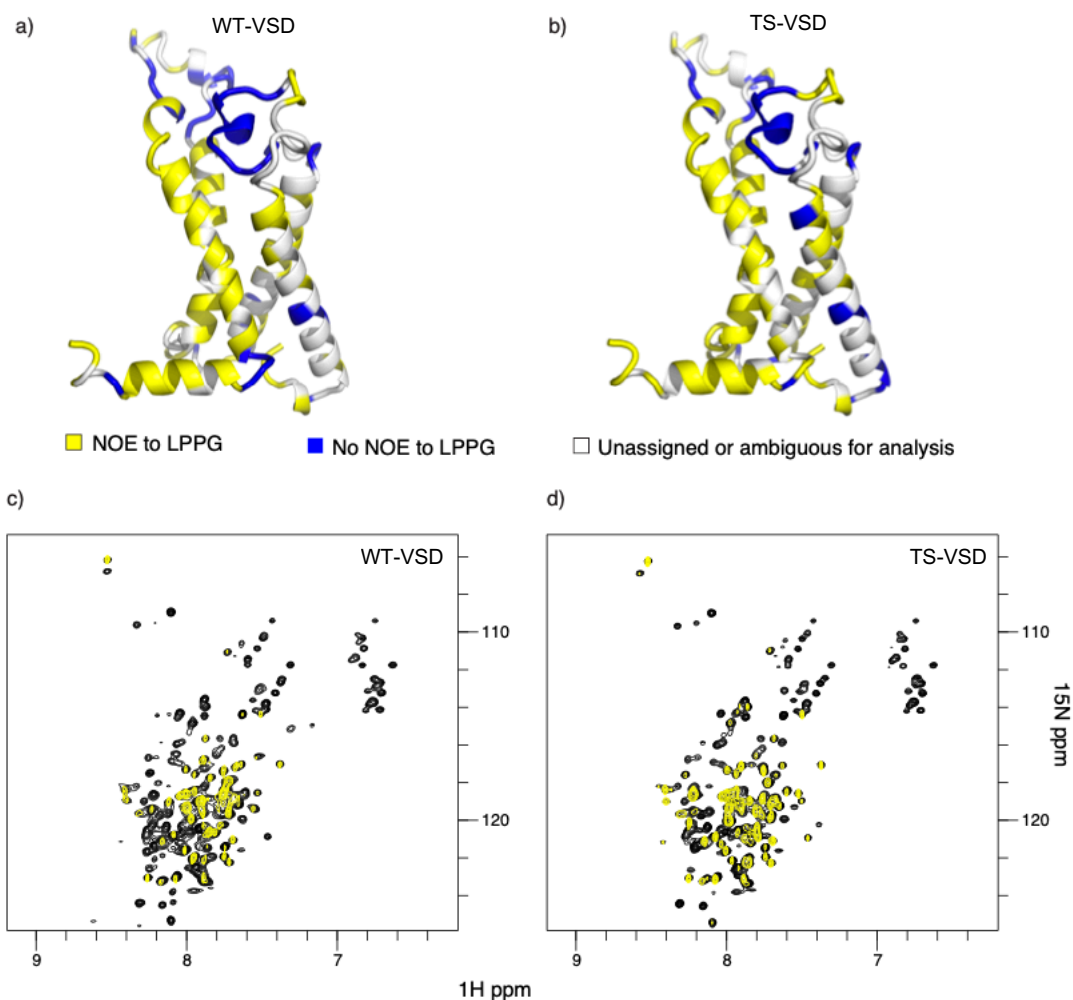 a) WT-VSD b) TS-VSD
NOE to LPPG No NOE to LPPG Unassigned or ambiguous for analysis
c) d)
WT-VSD TS-VSD
110 110
120 120
15N ppm
9 8 7 9 8 7
1H ppm